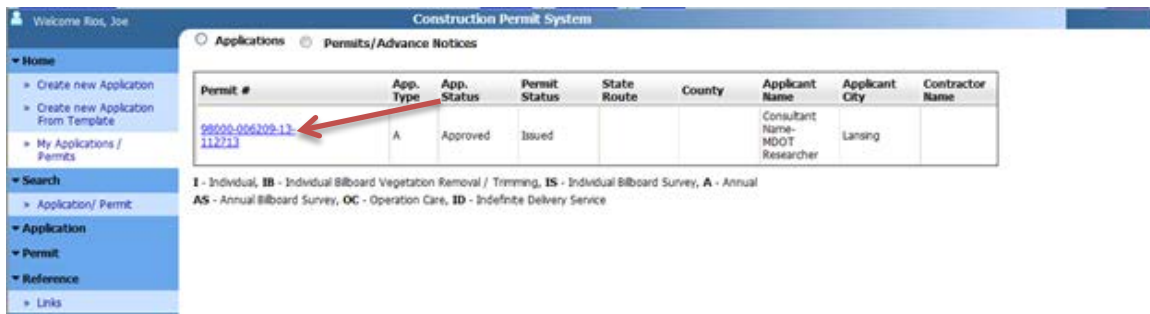 Welcome Rios, Joe
Construction Permit System
Applications Permits/Advance Notices
Home
Create new Application
Create new Application
From Template
My Applications /
Permits
Search
Application/ Permit
Application
Permit
Reference
Links
Permit # App. Type App. Status Permit Status State Route County Applicant Name Applicant City Contractor Name
98000-006209-13-
112713
A Approved Issued Consultant Name- MDOT Researcher Lansing
I - Individual, IB - Individual Billboard Vegetation Removal / Trimming, IS - Individual Billboard Survey, A - Annual
AS - Annual Billboard Survey, OC - Operation Care, ID - Indefinite Delivery Service